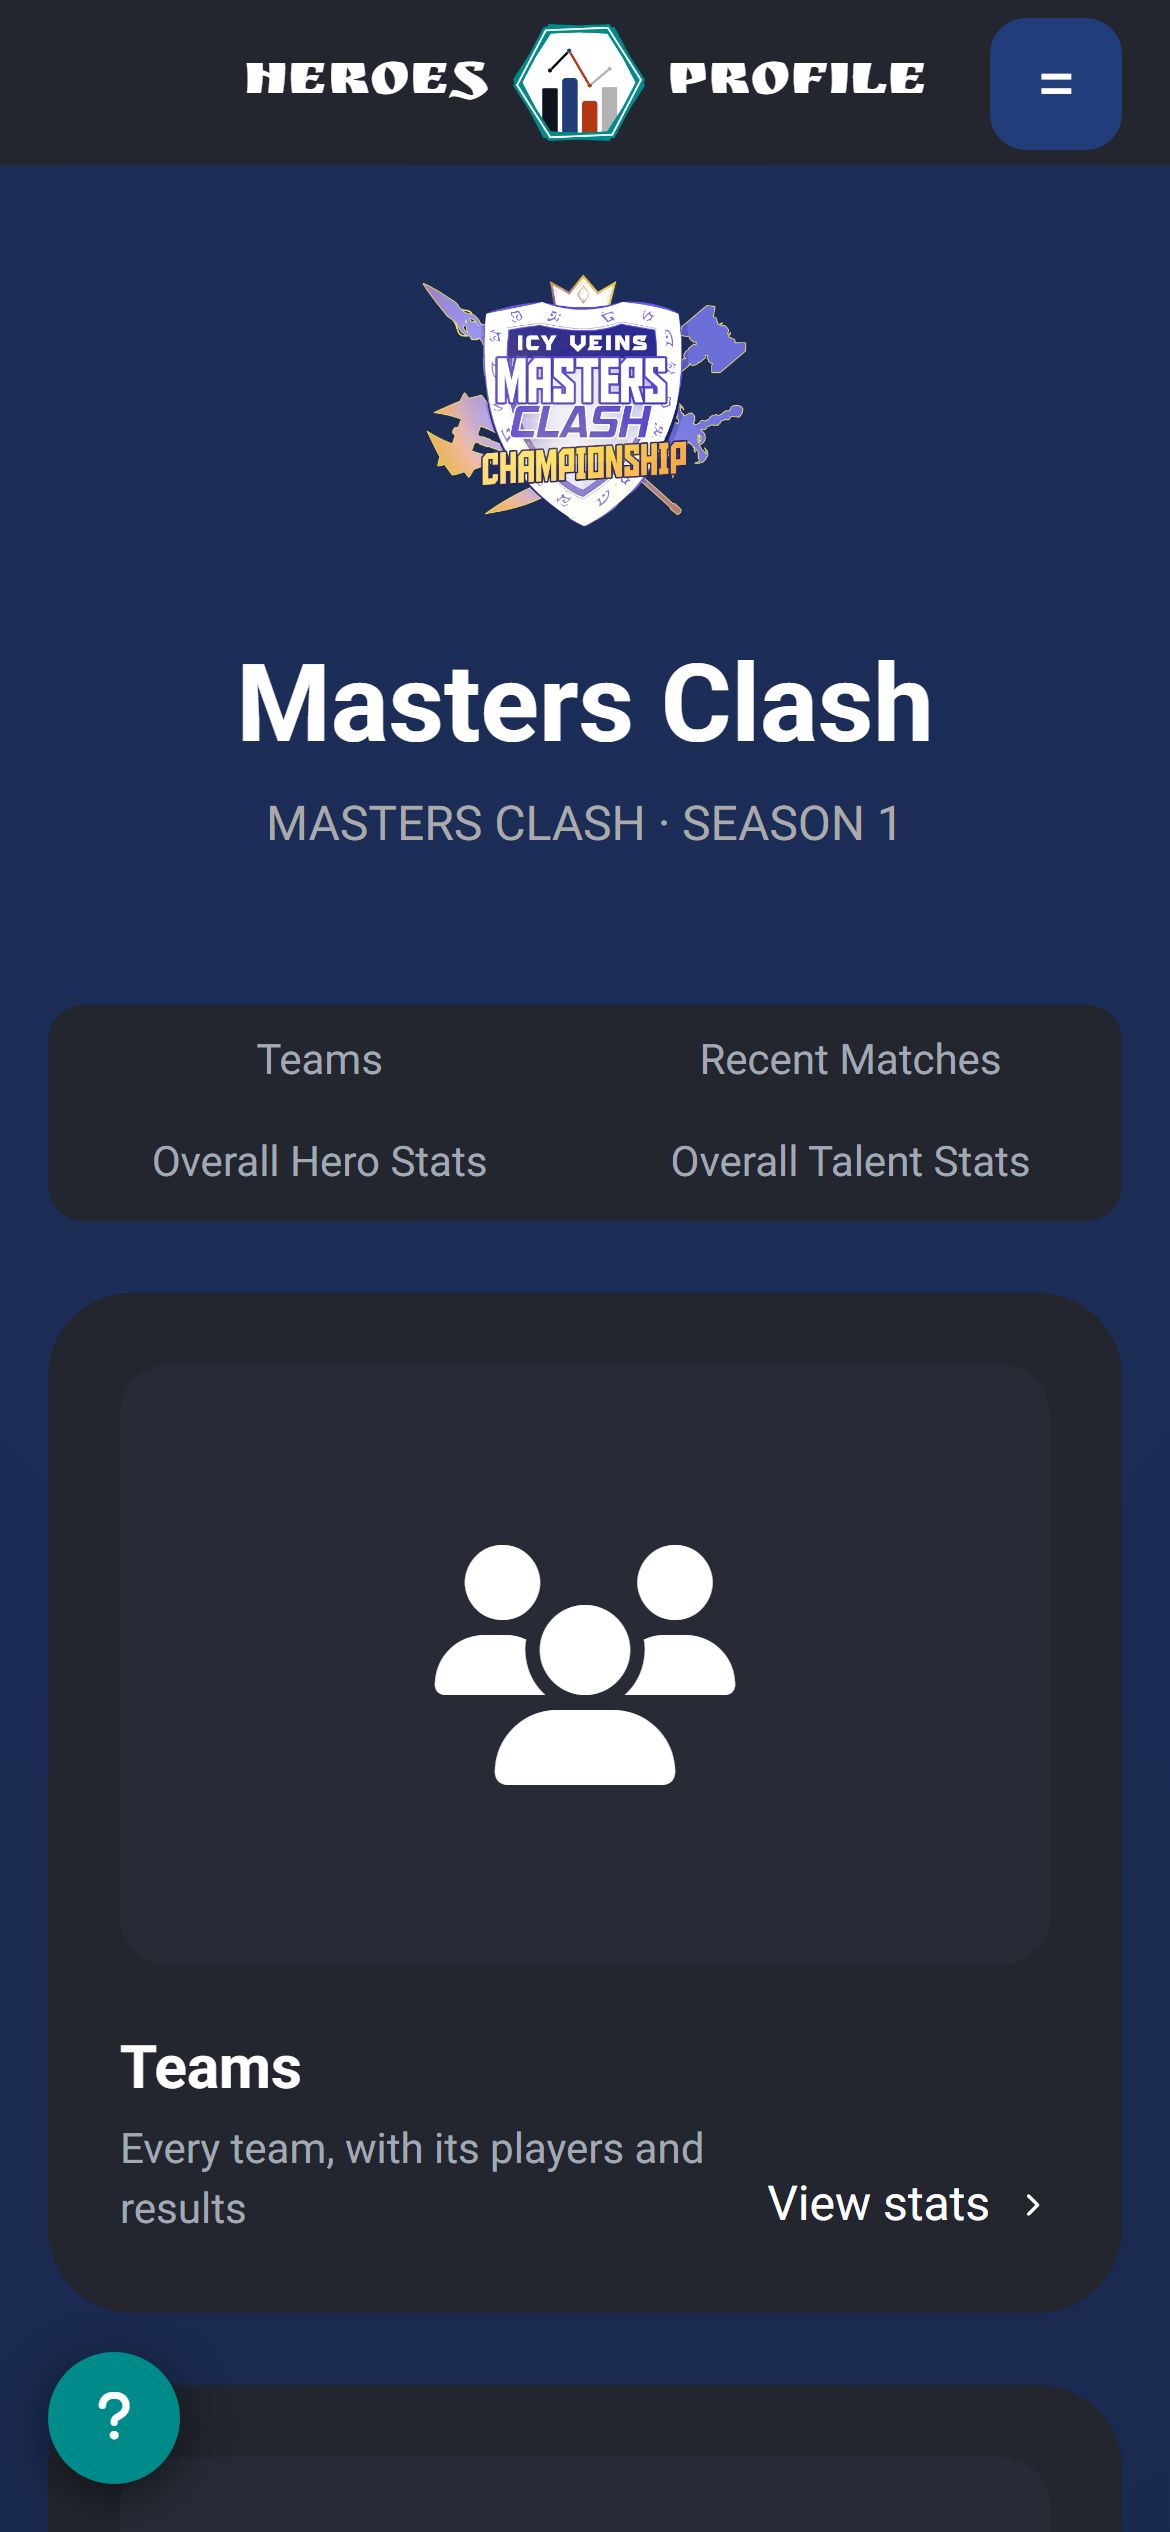 HEROES PROFILE
ICY VEINS
MASTERS
CLASH
CHAMPIONSHIP
Masters Clash
MASTERS CLASH · SEASON 1
Teams Recent Matches
Overall Hero Stats Overall Talent Stats
Teams
Every team, with its players and
results
View stats
?